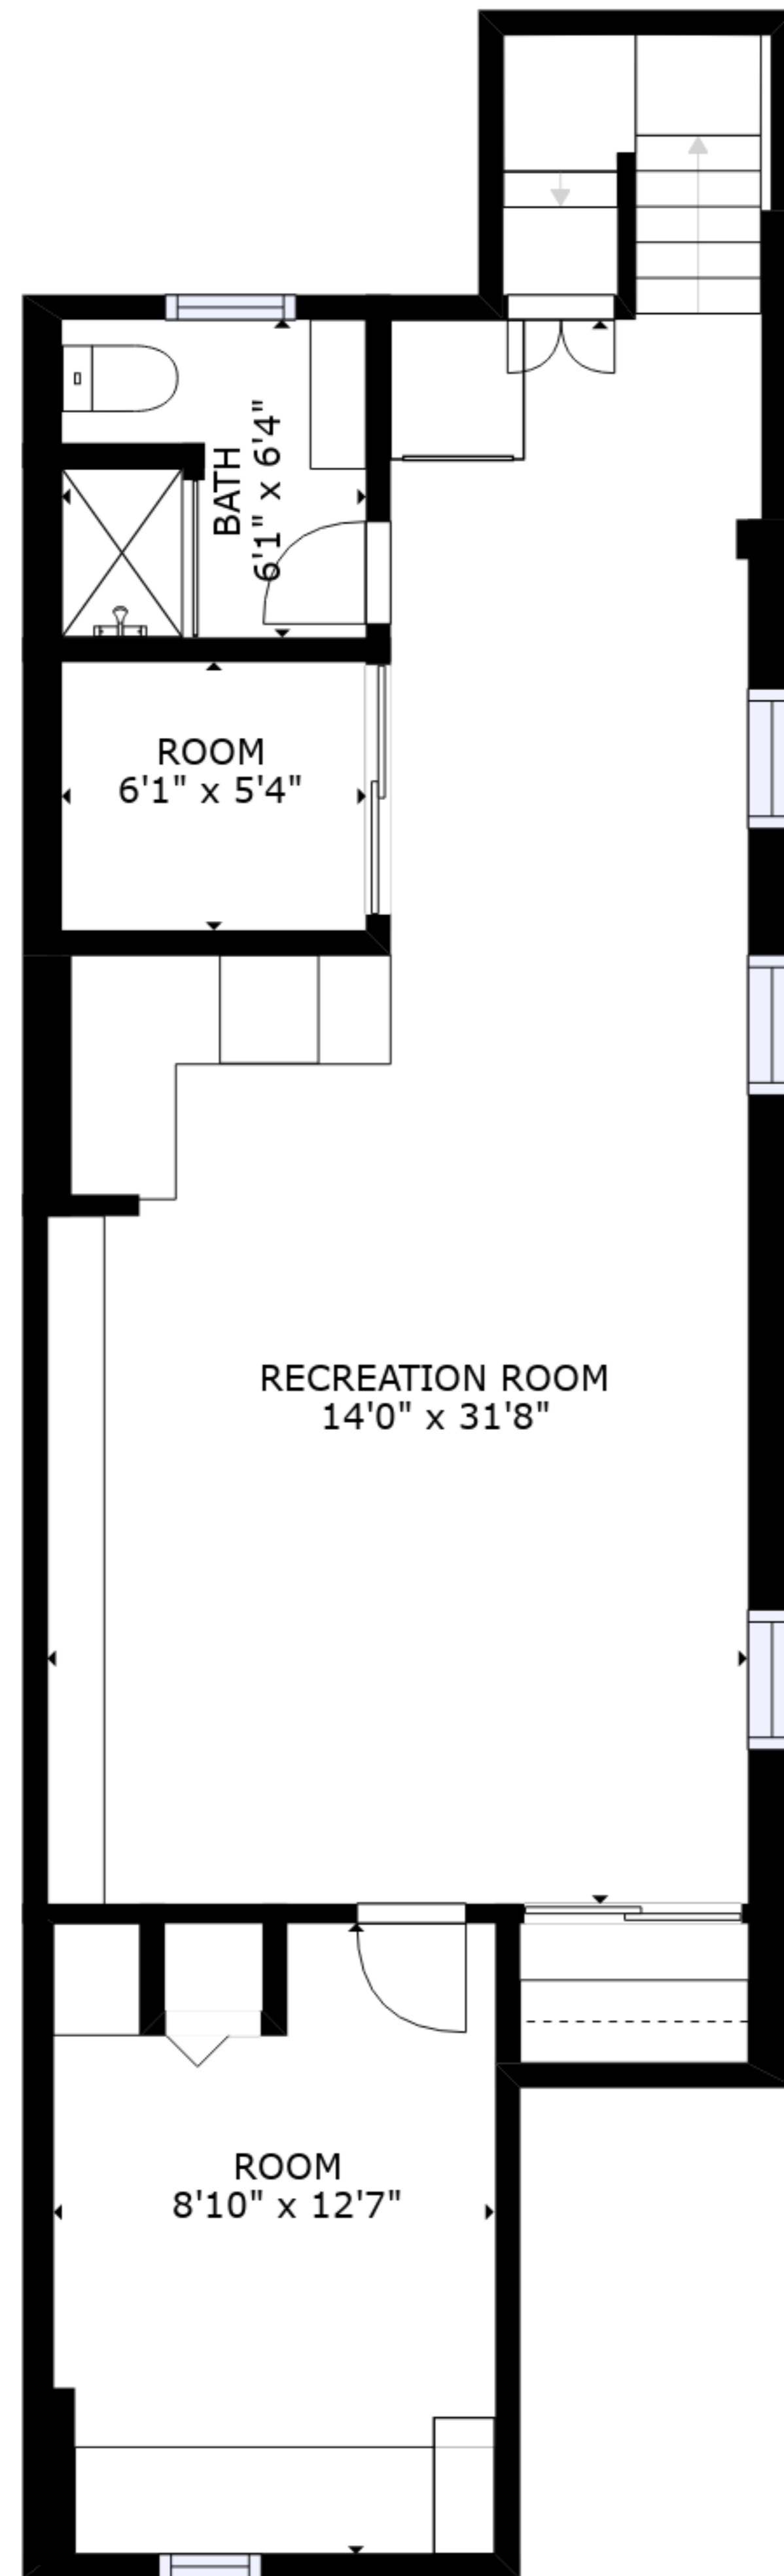 BATH
6'1" x 6'4"
ROOM
6'1" x 5'4"
RECREATION ROOM
14'0" x 31'8"
ROOM
8'10" x 12'7"